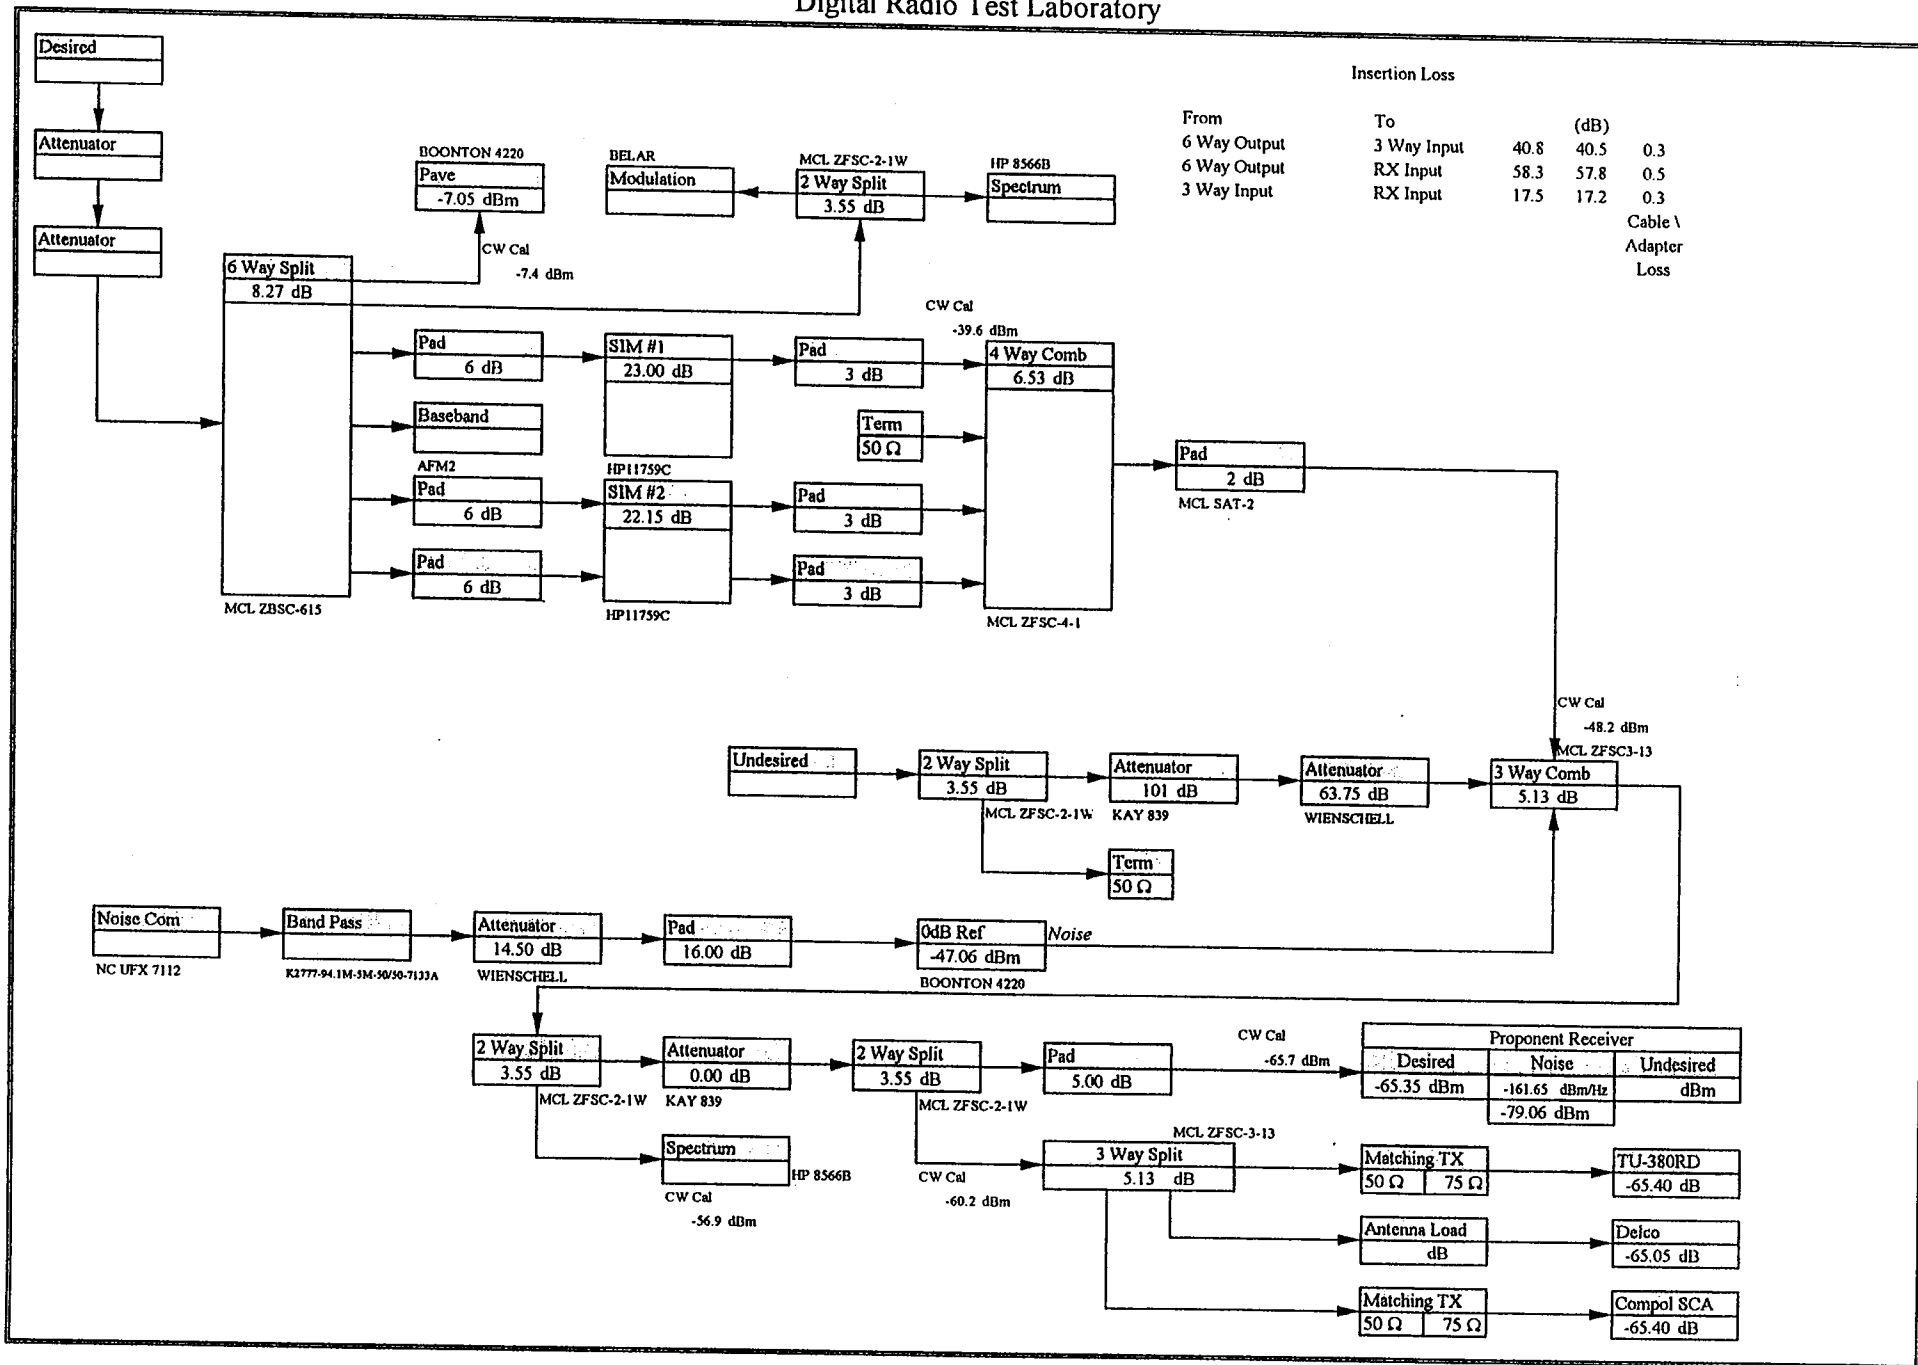 Digital Radio Test Laboratory
Desired
Attenuator
Attenuator
Insertion Loss
From To (dB)
6 Way Output 3 Way Input 40.8 40.5 0.3
6 Way Output RX Input 58.3 57.8 0.5
3 Way Input RX Input 17.5 17.2 0.3
Cable \
Adapter
Loss
BOONTON 4220
Pave
-7.05 dBm
CW Cal
-7.4 dBm
BELAR
Modulation
MCL ZFSC-2-1W
2 Way Split
3.55 dB
HP 8566B
Spectrum
6 Way Split
8.27 dB
MCL ZBSC-615
Pad
6 dB
SIM #1
23.00 dB
HP11759C
Pad
3 dB
CW Cal
-39.6 dBm
4 Way Comb
6.53 dB
MCL ZFSC-4-1
Baseband
AFM2
Term
50 Ω
Pad
6 dB
SIM #2
22.15 dB
HP11759C
Pad
3 dB
Pad
6 dB
Pad
3 dB
Pad
2 dB
MCL SAT-2
CW Cal
-48.2 dBm
MCL ZFSC3-13
3 Way Comb
5.13 dB
Undesired
2 Way Split
3.55 dB
MCL ZFSC-2-1W
Attenuator
101 dB
KAY 839
Attenuator
63.75 dB
WIENSCHELL
Term
50 Ω
Noise Com
NC UFX 7112
Band Pass
K2777-94.1M-5M-50/50-7133A
Attenuator
14.50 dB
WIENSCHELL
Pad
16.00 dB
0dB Ref
-47.06 dBm
BOONTON 4220
Noise
2 Way Split
3.55 dB
MCL ZFSC-2-1W
Attenuator
0.00 dB
KAY 839
2 Way Split
3.55 dB
MCL ZFSC-2-1W
Pad
5.00 dB
CW Cal
-65.7 dBm
Proponent Receiver
Desired Noise Undesired
-65.35 dBm -161.65 dBm/Hz dBm
-79.06 dBm
Spectrum
HP 8566B
CW Cal
-56.9 dBm
CW Cal
-60.2 dBm
MCL ZFSC-3-13
3 Way Split
5.13 dB
Matching TX
50 Ω 75 Ω
TU-380RD
-65.40 dB
Antenna Load
dB
Delco
-65.05 dB
Matching TX
50 Ω 75 Ω
Compol SCA
-65.40 dB